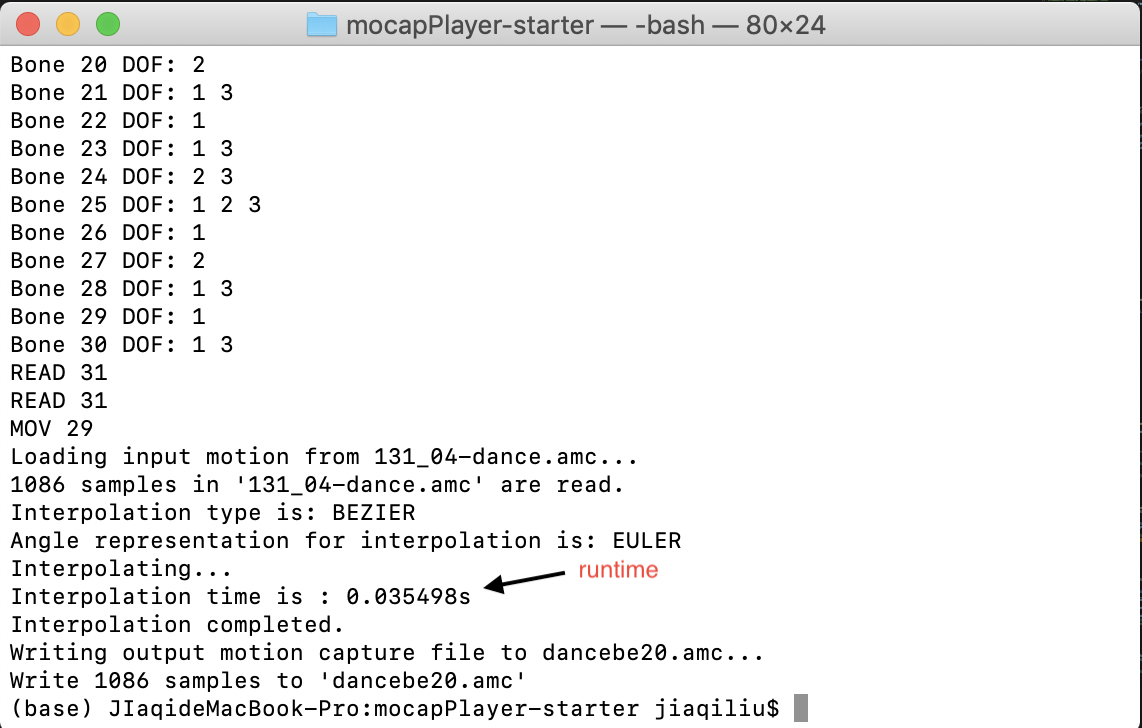 mocapPlayer-starter — -bash — 80×24
Bone 20 DOF: 2
Bone 21 DOF: 1 3
Bone 22 DOF: 1
Bone 23 DOF: 1 3
Bone 24 DOF: 2 3
Bone 25 DOF: 1 2 3
Bone 26 DOF: 1
Bone 27 DOF: 2
Bone 28 DOF: 1 3
Bone 29 DOF: 1
Bone 30 DOF: 1 3
READ 31
READ 31
MOV 29
Loading input motion from 131_04-dance.amc...
1086 samples in '131_04-dance.amc' are read.
Interpolation type is: BEZIER
Angle representation for interpolation is: EULER
Interpolating...
runtime
Interpolation time is : 0.035498s
Interpolation completed.
Writing output motion capture file to dancebe20.amc...
Write 1086 samples to 'dancebe20.amc'
(base) JIaqideMacBook-Pro:mocapPlayer-starter jiaqiliu$